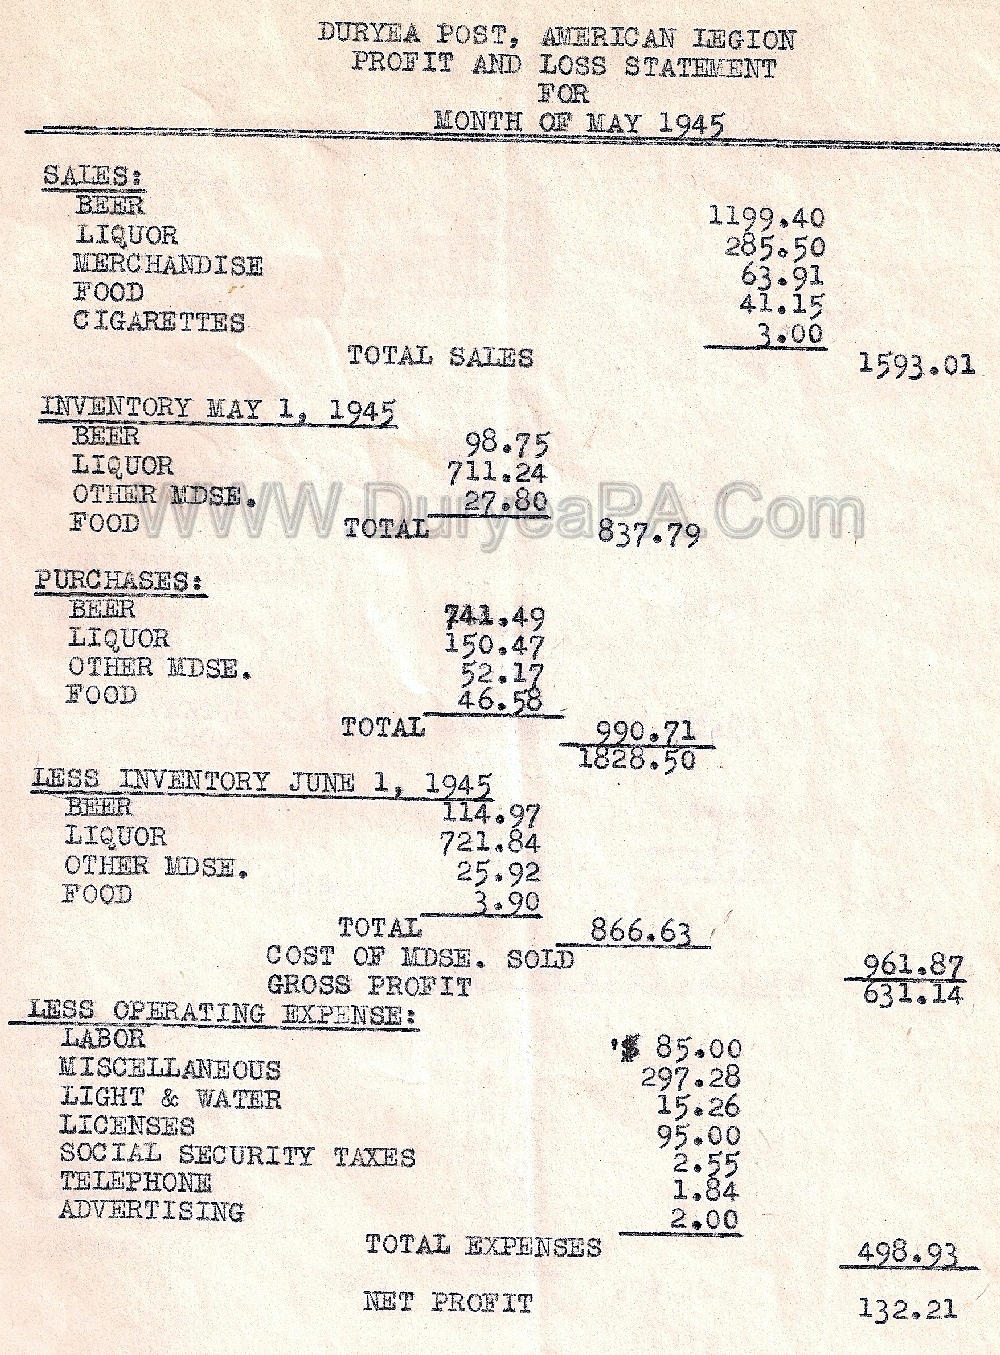 DURYEA POST, AMERICAN LEGION
PROFIT AND LOSS STATEMENT
FOR
MONTH OF MAY 1945
SALES:
BEER 1199.40
LIQUOR 285.50
MERCHANDISE 63.91
FOOD 41.15
CIGARETTES 3.00
TOTAL SALES 1593.01
INVENTORY MAY 1, 1945
BEER 98.75
LIQUOR 711.24
OTHER MDSE. 27.80
FOOD TOTAL 837.79
WWW.DuryeaPA.Com
PURCHASES:
BEER 741.49
LIQUOR 150.47
OTHER MDSE. 52.17
FOOD 46.58
TOTAL 990.71
1828.50
LESS INVENTORY JUNE 1, 1945
BEER 114.97
LIQUOR 721.84
OTHER MDSE. 25.92
FOOD 3.90
TOTAL 866.63
COST OF MDSE. SOLD 961.87
GROSS PROFIT 631.14
LESS OPERATING EXPENSE:
LABOR '$ 85.00
MISCELLANEOUS 297.28
LIGHT & WATER 15.26
LICENSES 95.00
SOCIAL SECURITY TAXES 2.55
TELEPHONE 1.84
ADVERTISING 2.00
TOTAL EXPENSES 498.93
NET PROFIT 132.21